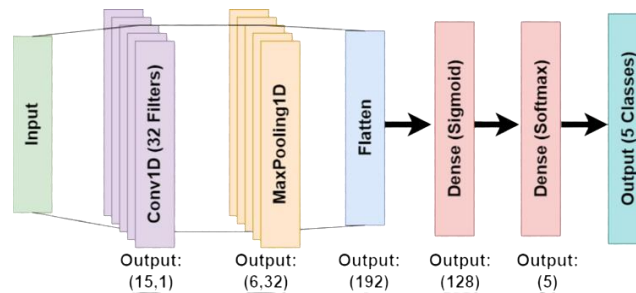 Input
Conv1D (32 Filters)
MaxPooling1D
Flatten
Dense (Sigmoid)
Dense (Softmax)
Output (5 Classes)
Output:
(15,1)
Output:
(6,32)
Output:
(192)
Output:
(128)
Output:
(5)